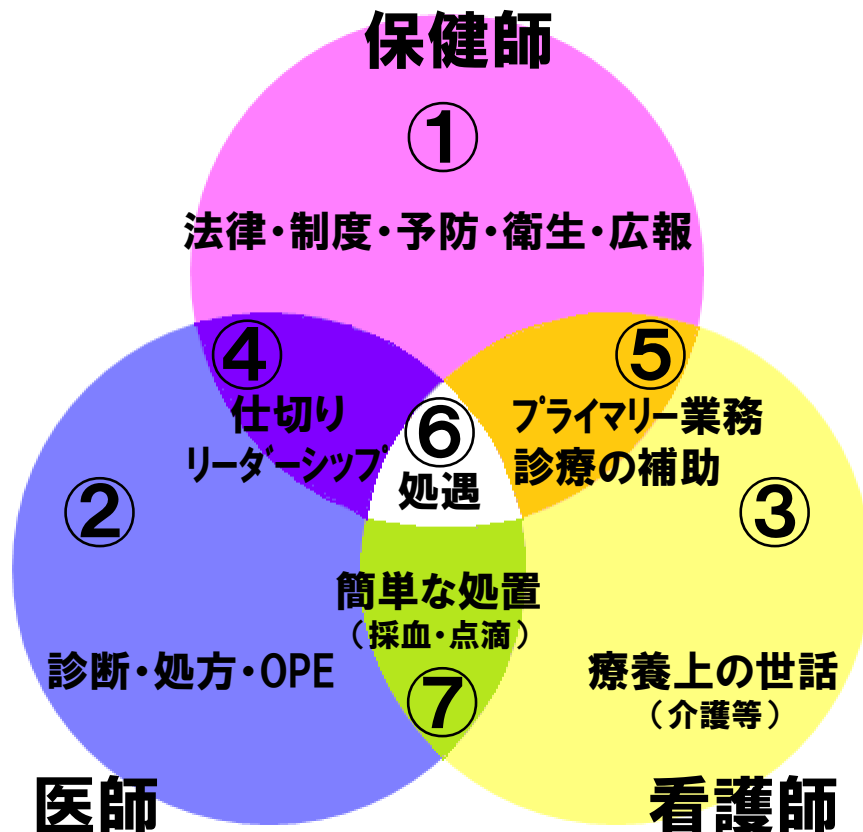 保健師
①
法律・制度・予防・衛生・広報
④
仕切り
リーダーシップ
⑤
プライマリー業務
診療の補助
⑥
処遇
②
③
簡単な処置
（採血・点滴）
⑦
診断・処方・OPE
療養上の世話
（介護等）
医師
看護師